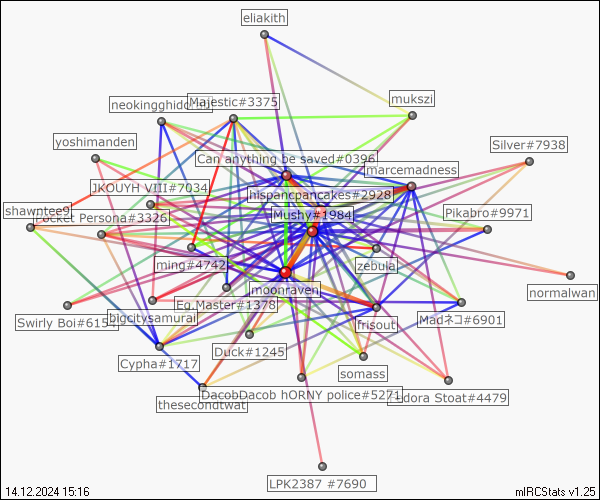 eliakith
neokingghidorah
Majestic#3375
mukszi
yoshimanden
Silver#7938
Can anything be saved#0396
marcemadness
JKOUYH VIII#7034
hispancpancakes#2928
shawntee9
Pocket Persona#3326
Mushy#1984
Pikabro#9971
ming#4742
zebula
moonraven
normalwan
Eg.Master#1378
Swirly Boi#6154
bigcitysamurai
frisout
Madネコ#6901
Cypha#1717
Duck#1245
somass
DacobDacob hORNY police#5271
Fedora Stoat#4479
thesecondtwat
LPK2387 #7690
14.12.2024 15:16
mIRCStats v1.25